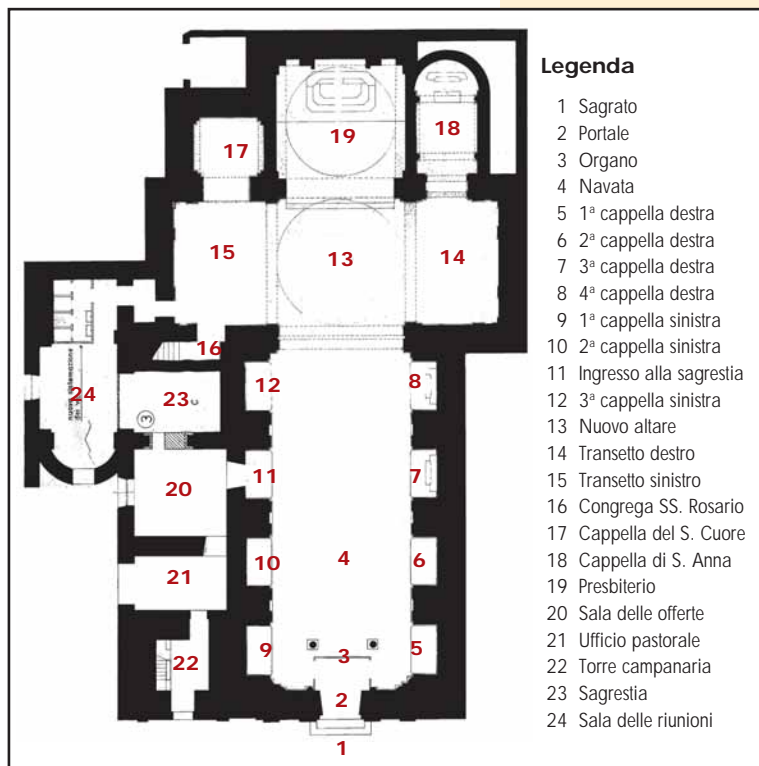 Legenda
1 Sagrato
2 Portale
3 Organo
4 Navata
5 1ª cappella destra
6 2ª cappella destra
7 3ª cappella destra
8 4ª cappella destra
9 1ª cappella sinistra
10 2ª cappella sinistra
11 Ingresso alla sagrestia
12 3ª cappella sinistra
13 Nuovo altare
14 Transetto destro
15 Transetto sinistro
16 Congrega SS. Rosario
17 Cappella del S. Cuore
18 Cappella di S. Anna
19 Presbiterio
20 Sala delle offerte
21 Ufficio pastorale
22 Torre campanaria
23 Sagrestia
24 Sala delle riunioni
19
18
17
15
13
14
16
12
8
24
23
3
11
7
20
10
4
6
21
9
3
5
22
2
1